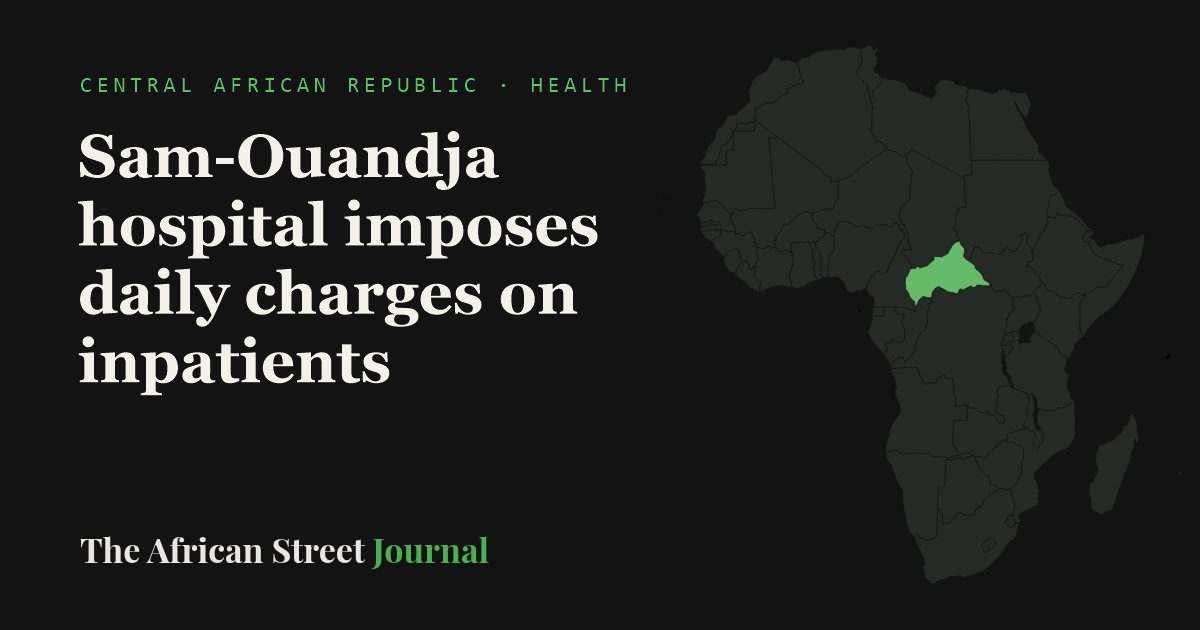 CENTRAL AFRICAN REPUBLIC · HEALTH
Sam-Ouandja
hospital imposes
daily charges on
inpatients
The African Street Journal